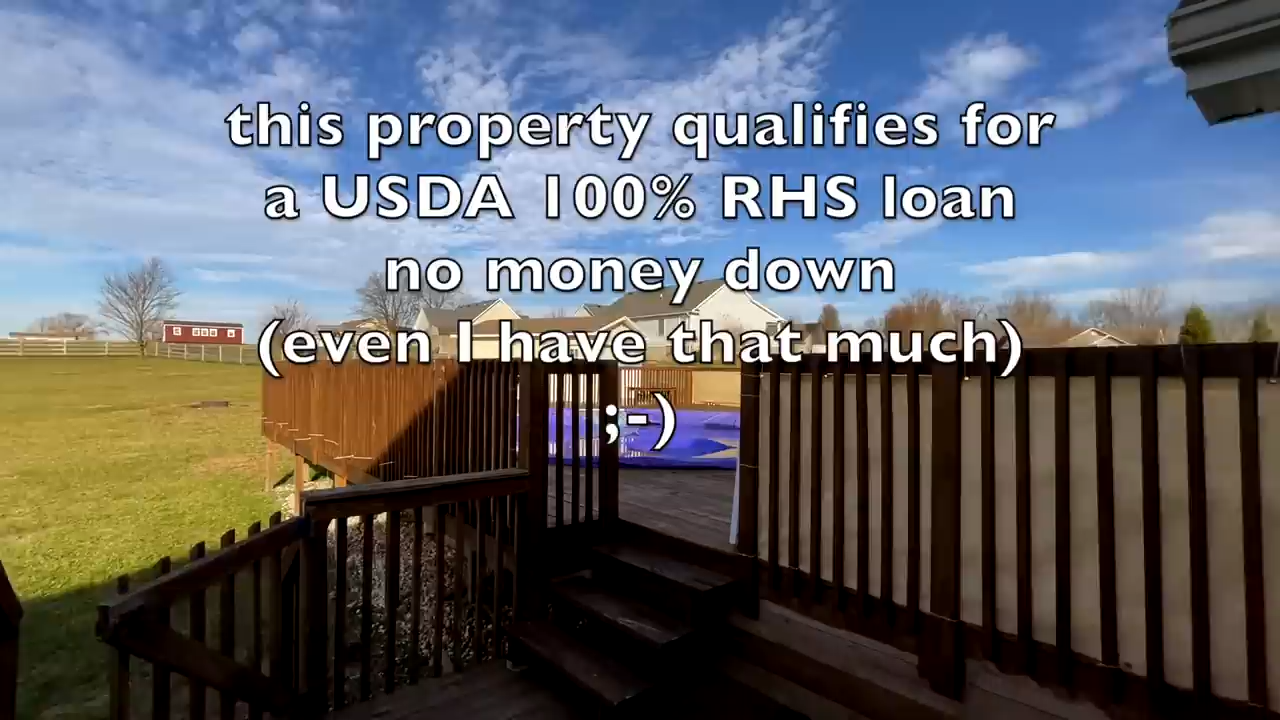 this property qualifies for
a USDA 100% RHS loan
no money down
(even I have that much)
;-)